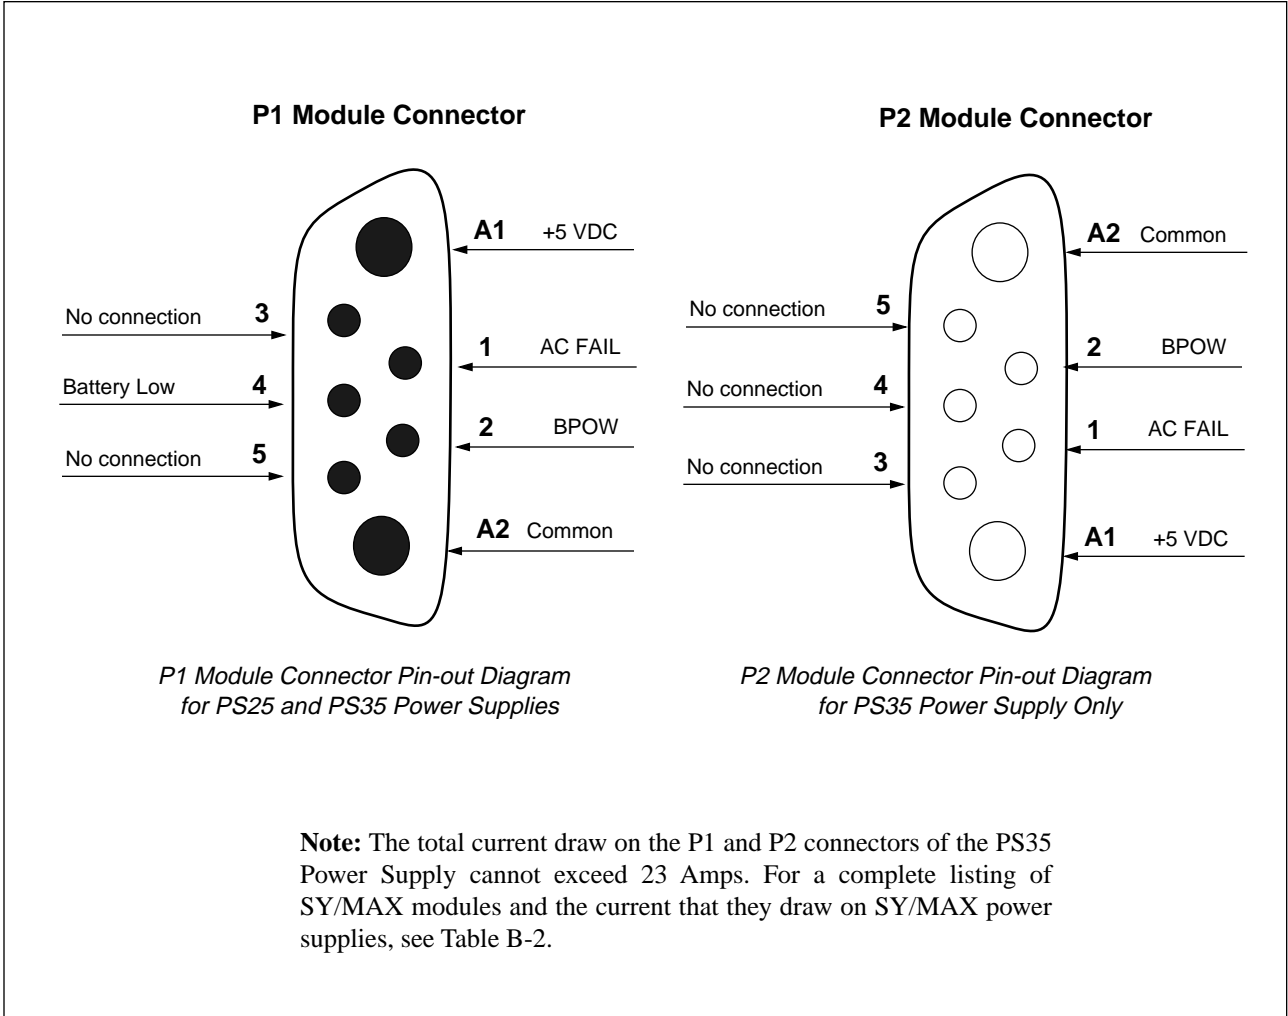 P1 Module Connector
A1 +5 VDC
No connection 3
1 AC FAIL
Battery Low 4
2 BPOW
No connection 5
A2 Common
P1 Module Connector Pin-out Diagram
for PS25 and PS35 Power Supplies
P2 Module Connector
A2 Common
No connection 5
2 BPOW
No connection 4
1 AC FAIL
No connection 3
A1 +5 VDC
P2 Module Connector Pin-out Diagram
for PS35 Power Supply Only
Note: The total current draw on the P1 and P2 connectors of the PS35
Power Supply cannot exceed 23 Amps. For a complete listing of
SY/MAX modules and the current that they draw on SY/MAX power
supplies, see Table B-2.